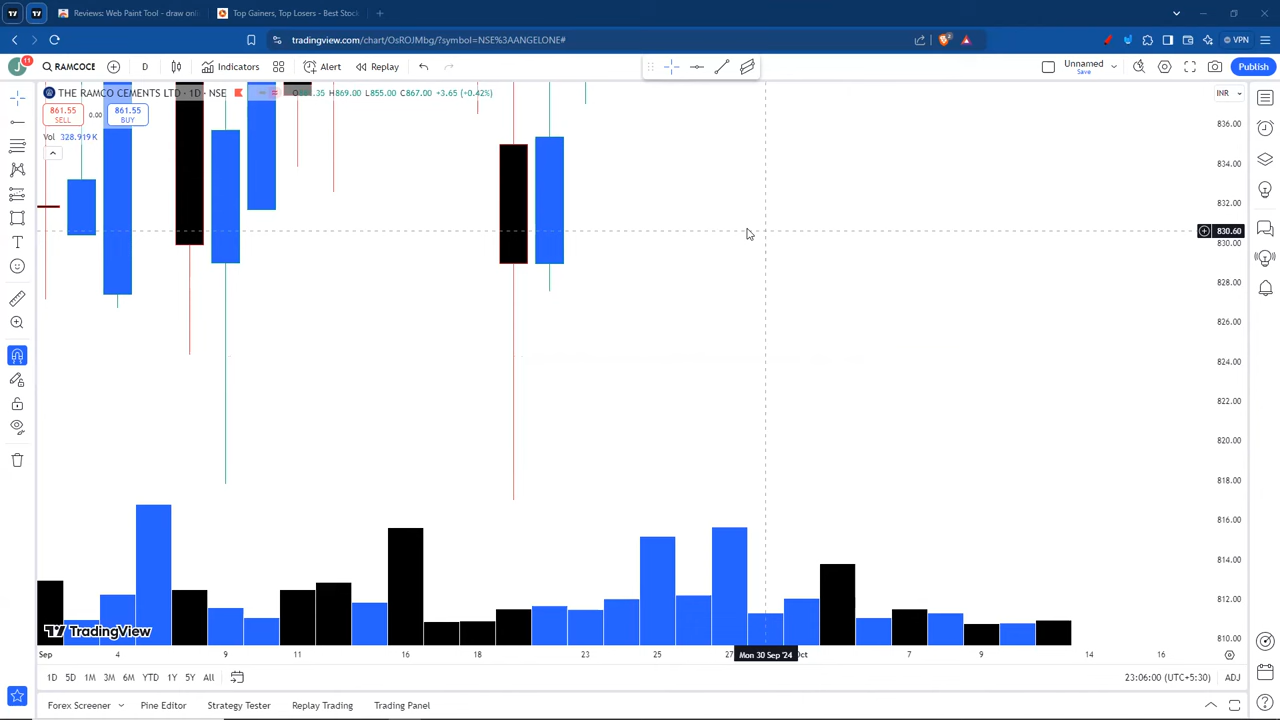 Reviews: Web Paint Tool - draw onli
Top Gainers, Top Losers - Best Stock
tradingview.com/chart/OsROJMbg/?symbol=NSE%3AANGELONE#
VPN
J
11
RAMCOCE
D
Indicators
Alert
Replay
Unnamed
Save
Publish
THE RAMCO CEMENTS LTD · 1D · NSE
H869.00 L855.00 C867.00 +3.65 (+0.42%)
INR
861.55
SELL
0.00
861.55
BUY
Vol 328.919K
836.00
834.00
832.00
830.60
830.00
828.00
826.00
824.00
822.00
820.00
818.00
816.00
814.00
812.00
810.00
TradingView
Sep
4
9
11
16
18
20
23
25
27
Mon 30 Sep '24
Oct
7
9
14
16
1D
5D
1M
3M
6M
YTD
1Y
5Y
All
23:06:00 (UTC+5:30)
ADJ
Forex Screener
Pine Editor
Strategy Tester
Replay Trading
Trading Panel